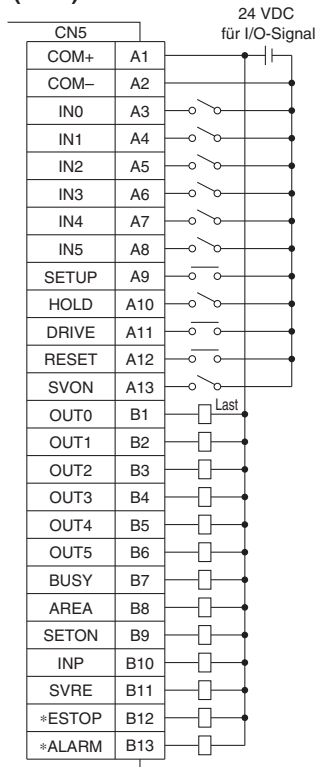 24 VDC
für I/O-Signal
CN5
COM+ A1
COM– A2
IN0 A3
IN1 A4
IN2 A5
IN3 A6
IN4 A7
IN5 A8
SETUP A9
HOLD A10
DRIVE A11
RESET A12
SVON A13
OUT0 B1 Last
OUT1 B2
OUT2 B3
OUT3 B4
OUT4 B5
OUT5 B6
BUSY B7
AREA B8
SETON B9
INP B10
SVRE B11
∗ESTOP B12
∗ALARM B13